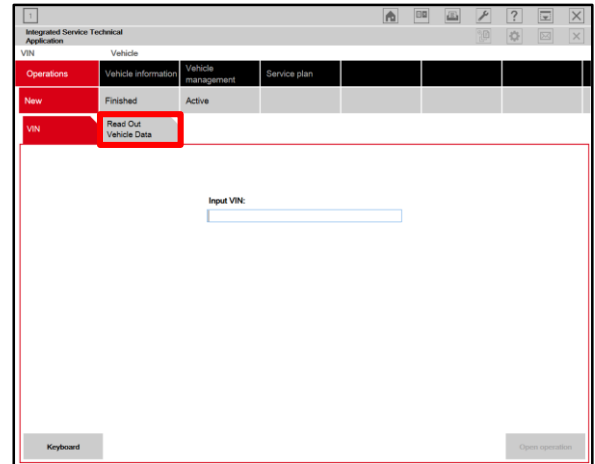 1
?
Integrated Service Technical
Application
VIN Vehicle
Operations Vehicle information Vehicle
management Service plan
New Finished Active
VIN Read Out
Vehicle Data
Input VIN:
Keyboard Open operation